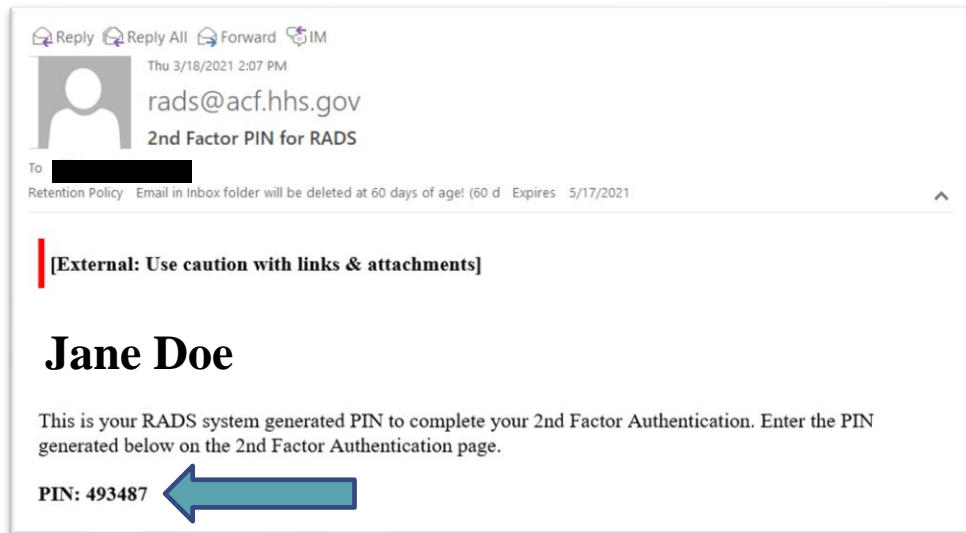 Reply Reply All Forward IM
Thu 3/18/2021 2:07 PM
rads@acf.hhs.gov
2nd Factor PIN for RADS
To
Retention Policy Email in Inbox folder will be deleted at 60 days of age! (60 d Expires 5/17/2021
[External: Use caution with links & attachments]
Jane Doe
This is your RADS system generated PIN to complete your 2nd Factor Authentication. Enter the PIN
generated below on the 2nd Factor Authentication page.
PIN: 493487